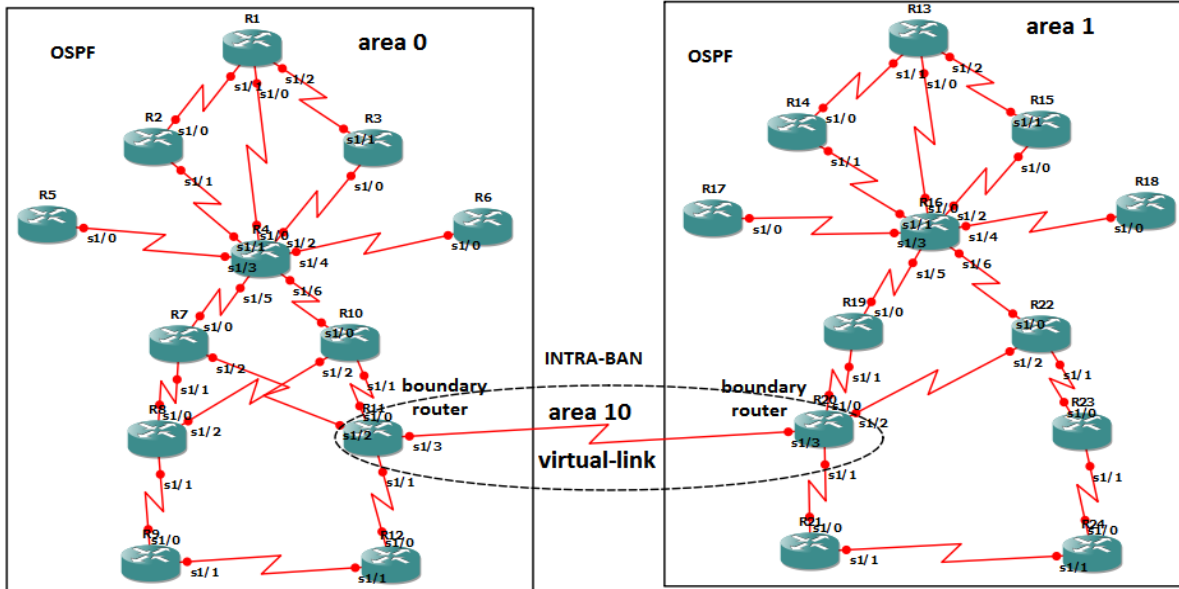 R1
OSPF
area 0
s1/1
s1/0
s1/2
R2
s1/0
s1/1
R3
s1/1
s1/0
R5
s1/0
R6
s1/0
R4
s1/0
s1/1
s1/2
s1/3
s1/4
s1/5
s1/6
R7
s1/0
s1/2
s1/1
R10
s1/0
s1/2
s1/1
R8
s1/0
s1/2
s1/1
boundary
router
R11
s1/0
s1/2
s1/3
s1/1
R9
s1/0
s1/1
R12
s1/0
s1/1
INTRA-BAN
area 10
virtual-link
R13
OSPF
area 1
s1/1
s1/0
s1/2
R14
s1/0
s1/1
R15
s1/1
s1/0
R17
s1/0
R18
s1/0
R16
s1/0
s1/1
s1/2
s1/3
s1/4
s1/5
s1/6
R19
s1/0
s1/1
R22
s1/0
s1/2
s1/1
boundary
router
R20
s1/0
s1/2
s1/3
s1/1
R23
s1/0
s1/1
R21
s1/0
s1/1
R24
s1/0
s1/1